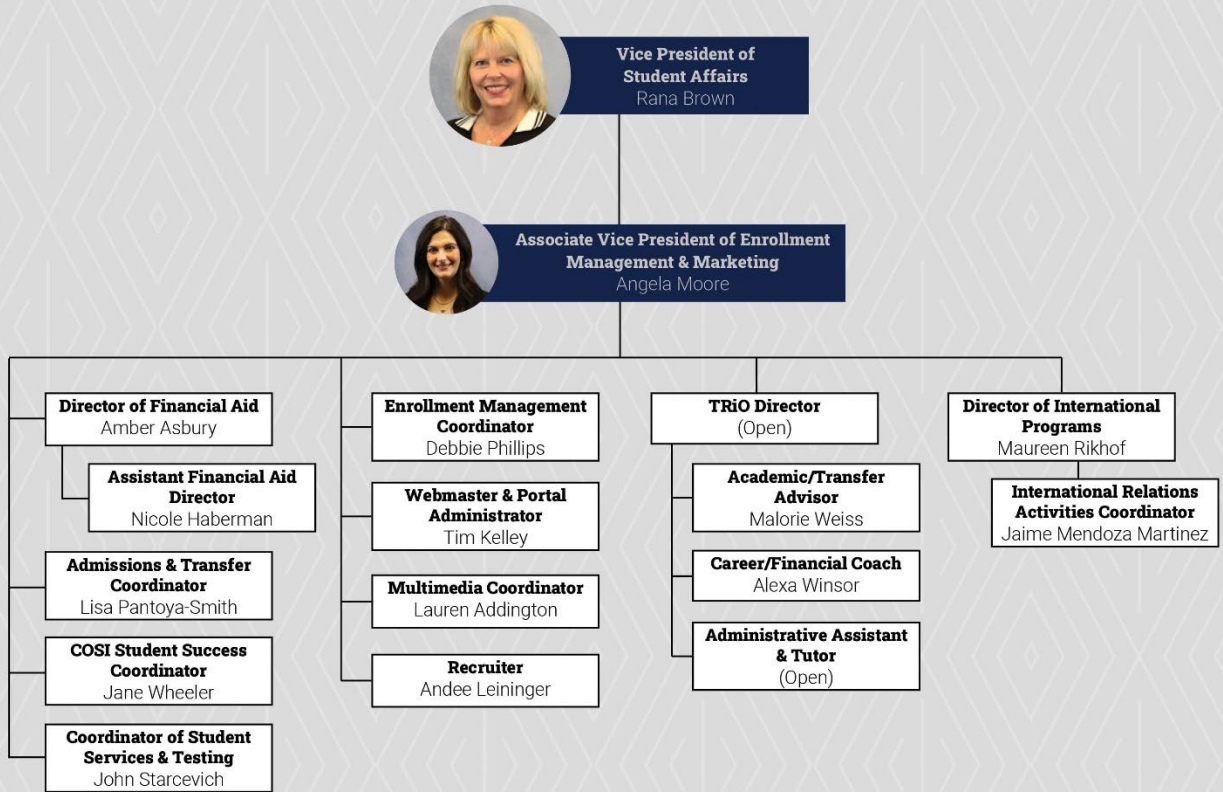 Vice President of
Student Affairs
Rana Brown
Associate Vice President of Enrollment
Management & Marketing
Angela Moore
Director of Financial Aid
Amber Asbury
Assistant Financial Aid
Director
Nicole Haberman
Admissions & Transfer
Coordinator
Lisa Pantoya-Smith
COSI Student Success
Coordinator
Jane Wheeler
Coordinator of Student
Services & Testing
John Starcevich
Enrollment Management
Coordinator
Debbie Phillips
Webmaster & Portal
Administrator
Tim Kelley
Multimedia Coordinator
Lauren Addington
Recruiter
Andee Leininger
TRiO Director
(Open)
Academic/Transfer
Advisor
Malorie Weiss
Career/Financial Coach
Alexa Winsor
Administrative Assistant
& Tutor
(Open)
Director of International
Programs
Maureen Rikhof
International Relations
Activities Coordinator
Jaime Mendoza Martinez